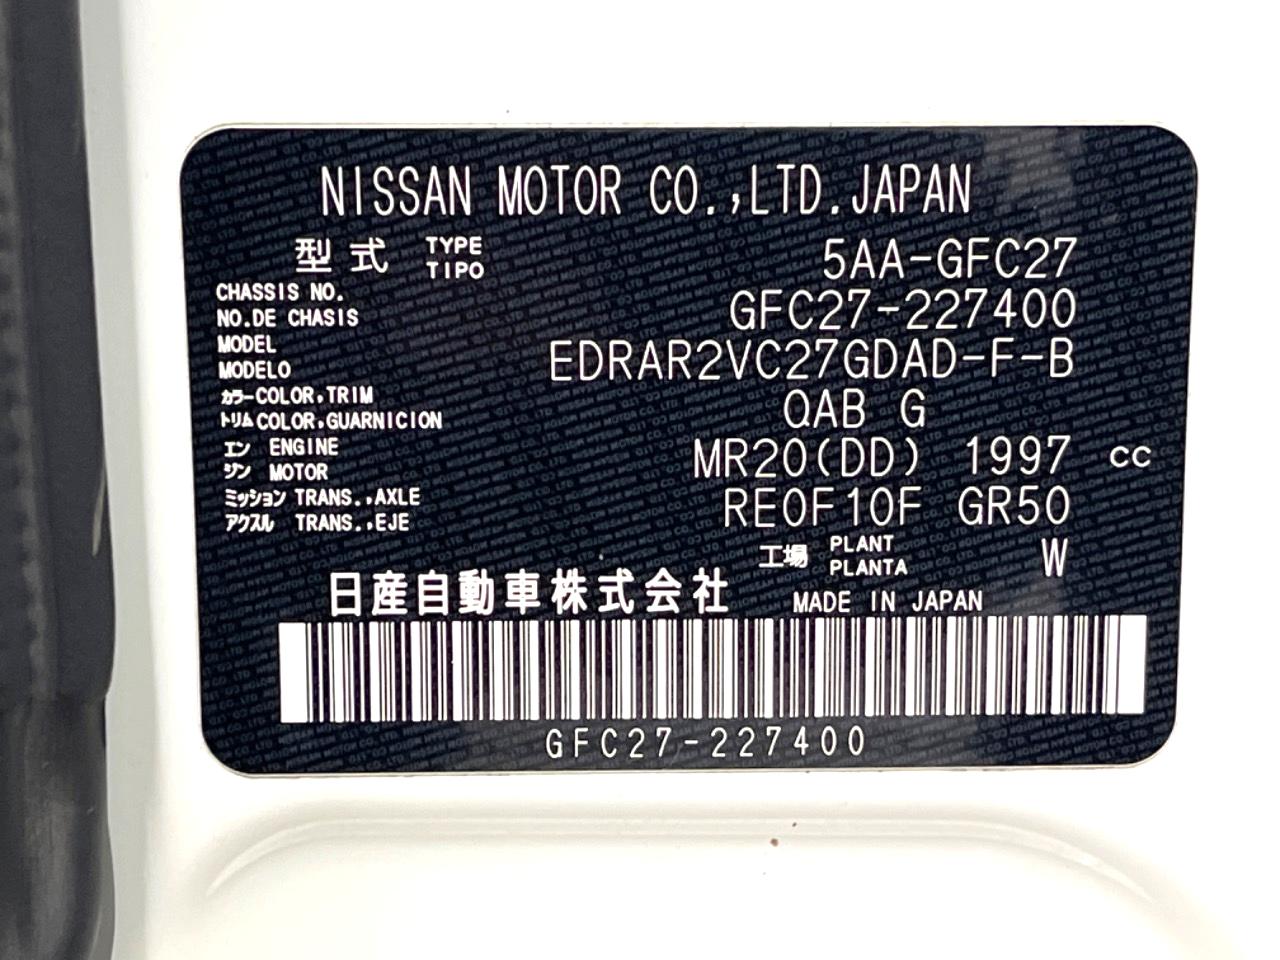 NISSAN MOTOR CO.,LTD.JAPAN
型式 TYPE TIPO 5AA-GFC27
CHASSIS NO. NO.DE CHASIS GFC27-227400
MODEL MODELO EDRAR2VC27GDAD-F-B
カラー COLOR,TRIM
トリム COLOR,GUARNICION QAB G
エン ENGINE
ジン MOTOR MR20(DD) 1997 CC
ミッション TRANS.,AXLE
アクスル TRANS.,EJE RE0F10F GR50
工場 PLANT PLANTA W
日産自動車株式会社 MADE IN JAPAN
GFC27-227400